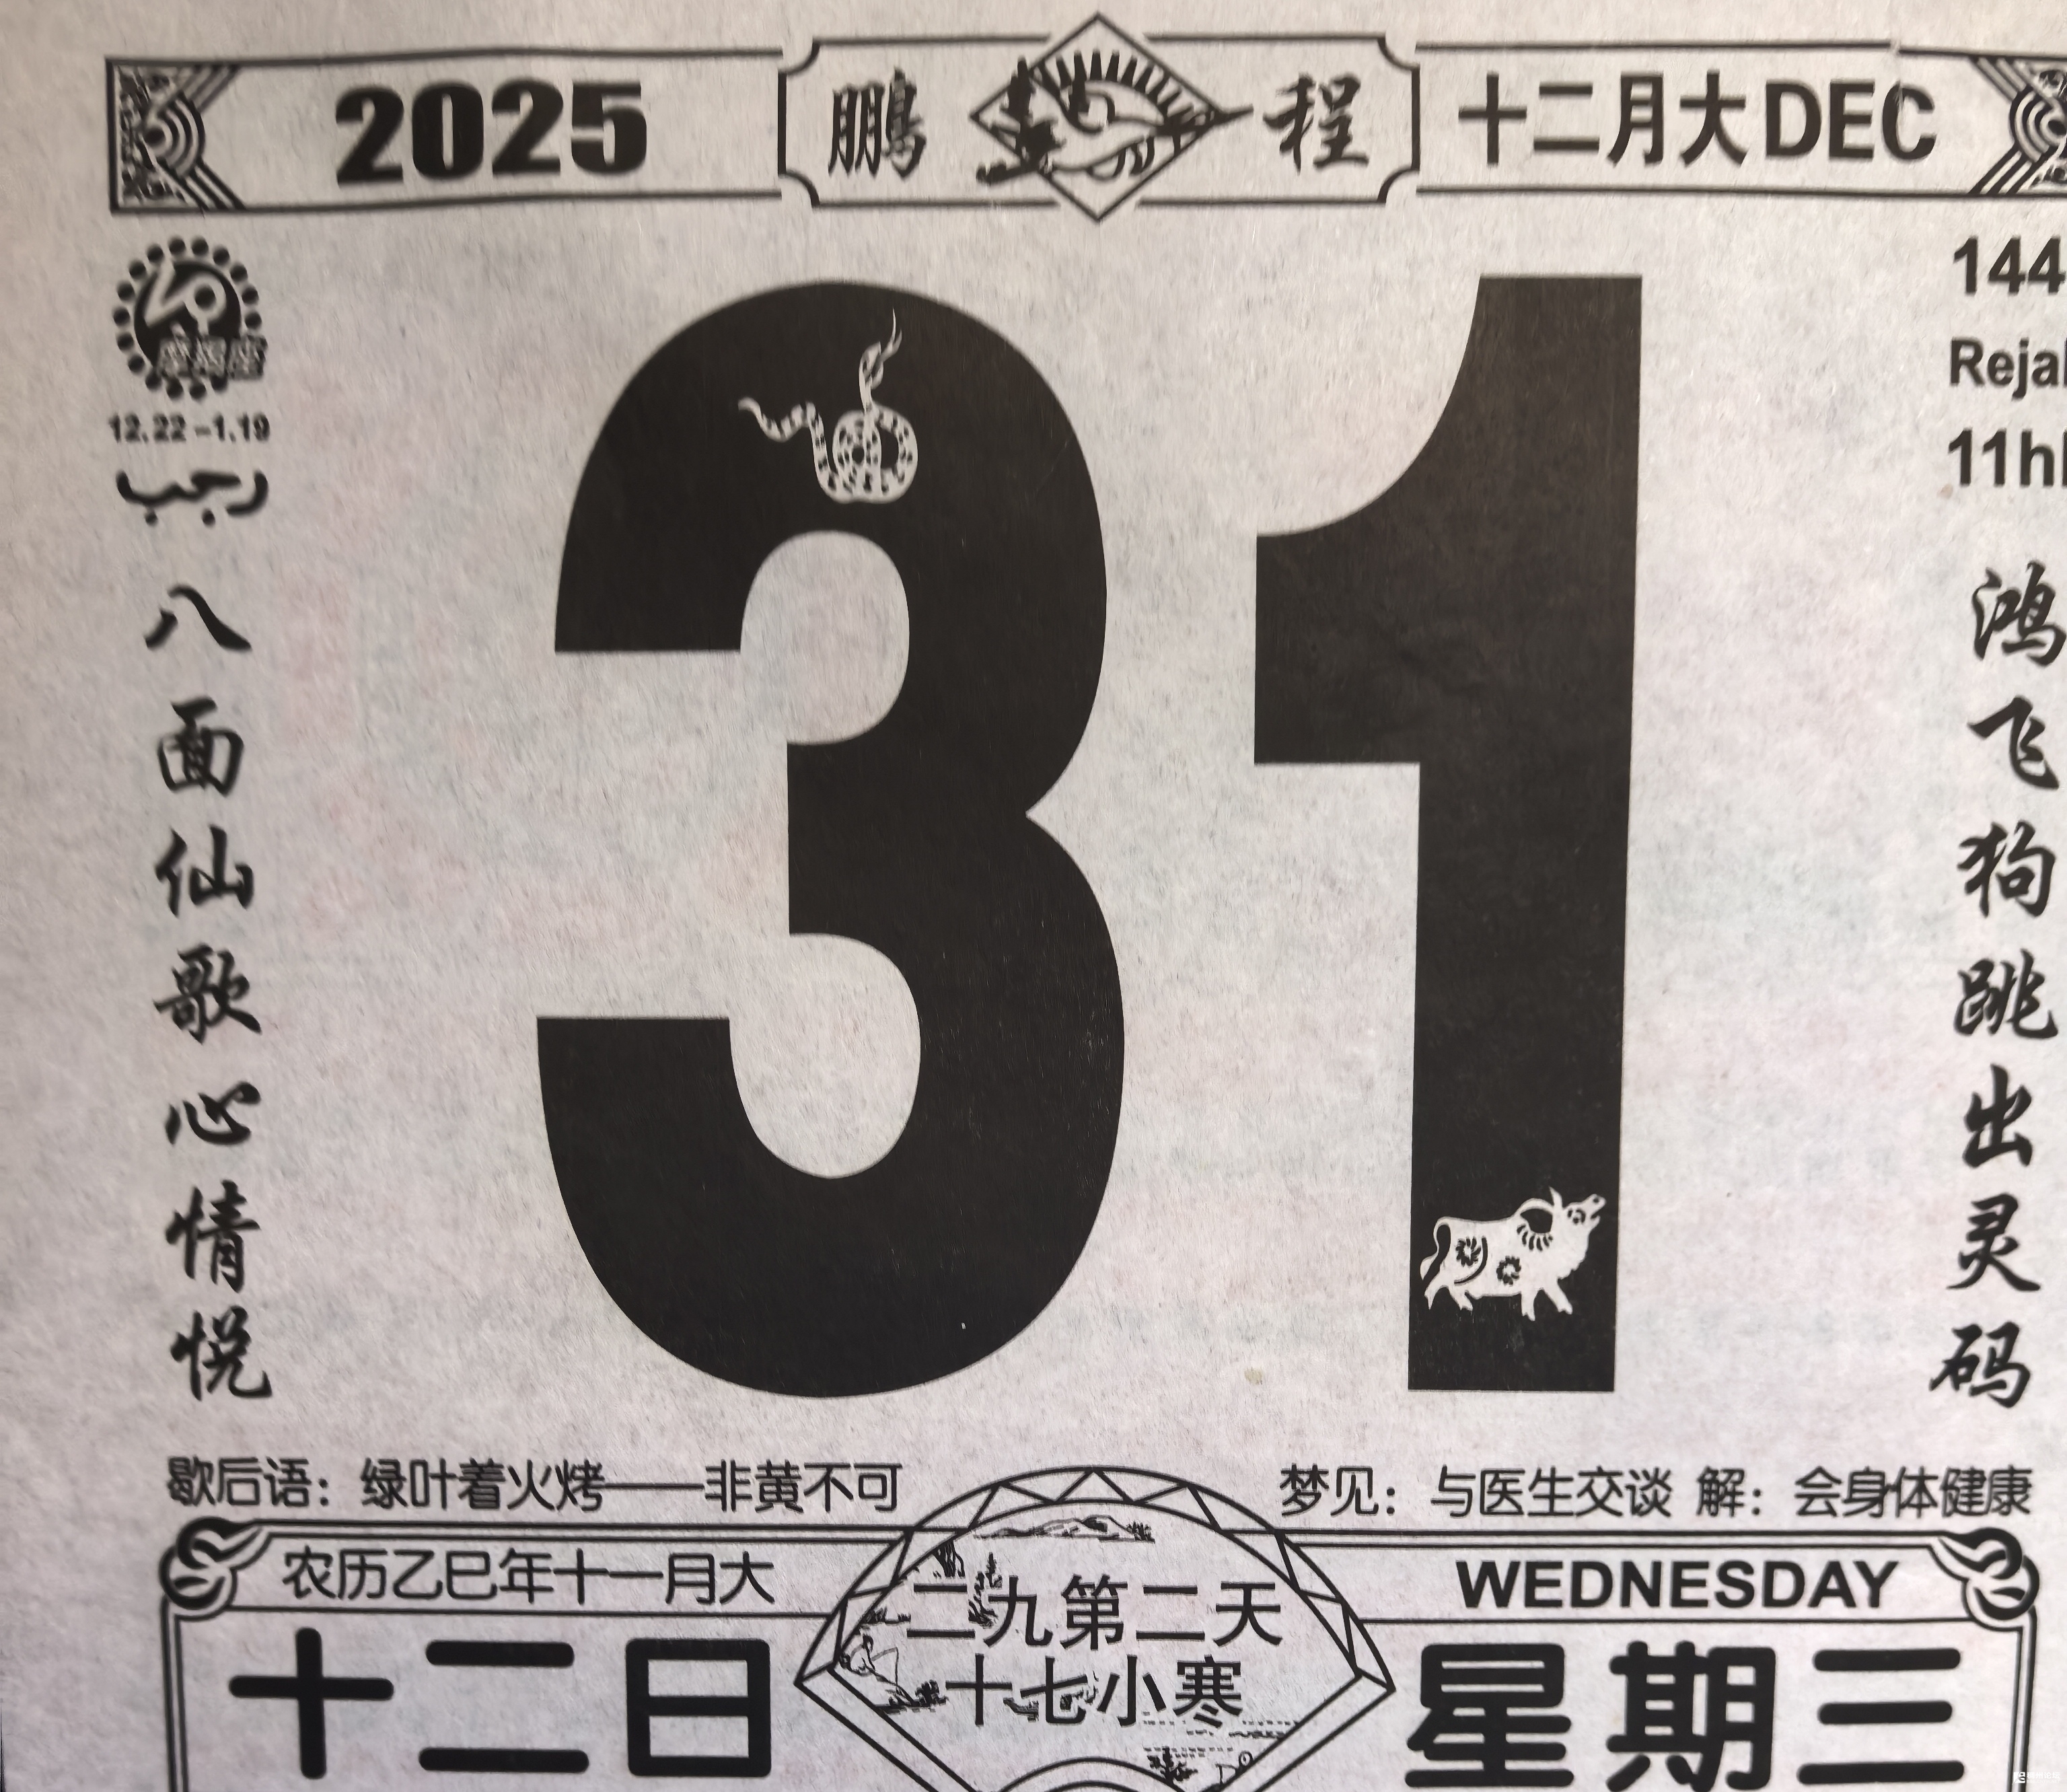 2025
鹏 程
十二月大DEC
摩羯座
12.22-1.19
رجب
八面仙歌心情悦
31
144
Reja
11h
鸿飞狗跳出灵码
歇后语：绿叶着火烤——非黄不可
梦见：与医生交谈 解：会身体健康
农历乙巳年十一月大
十二日
二九第二天
十七小寒
WEDNESDAY
星期三